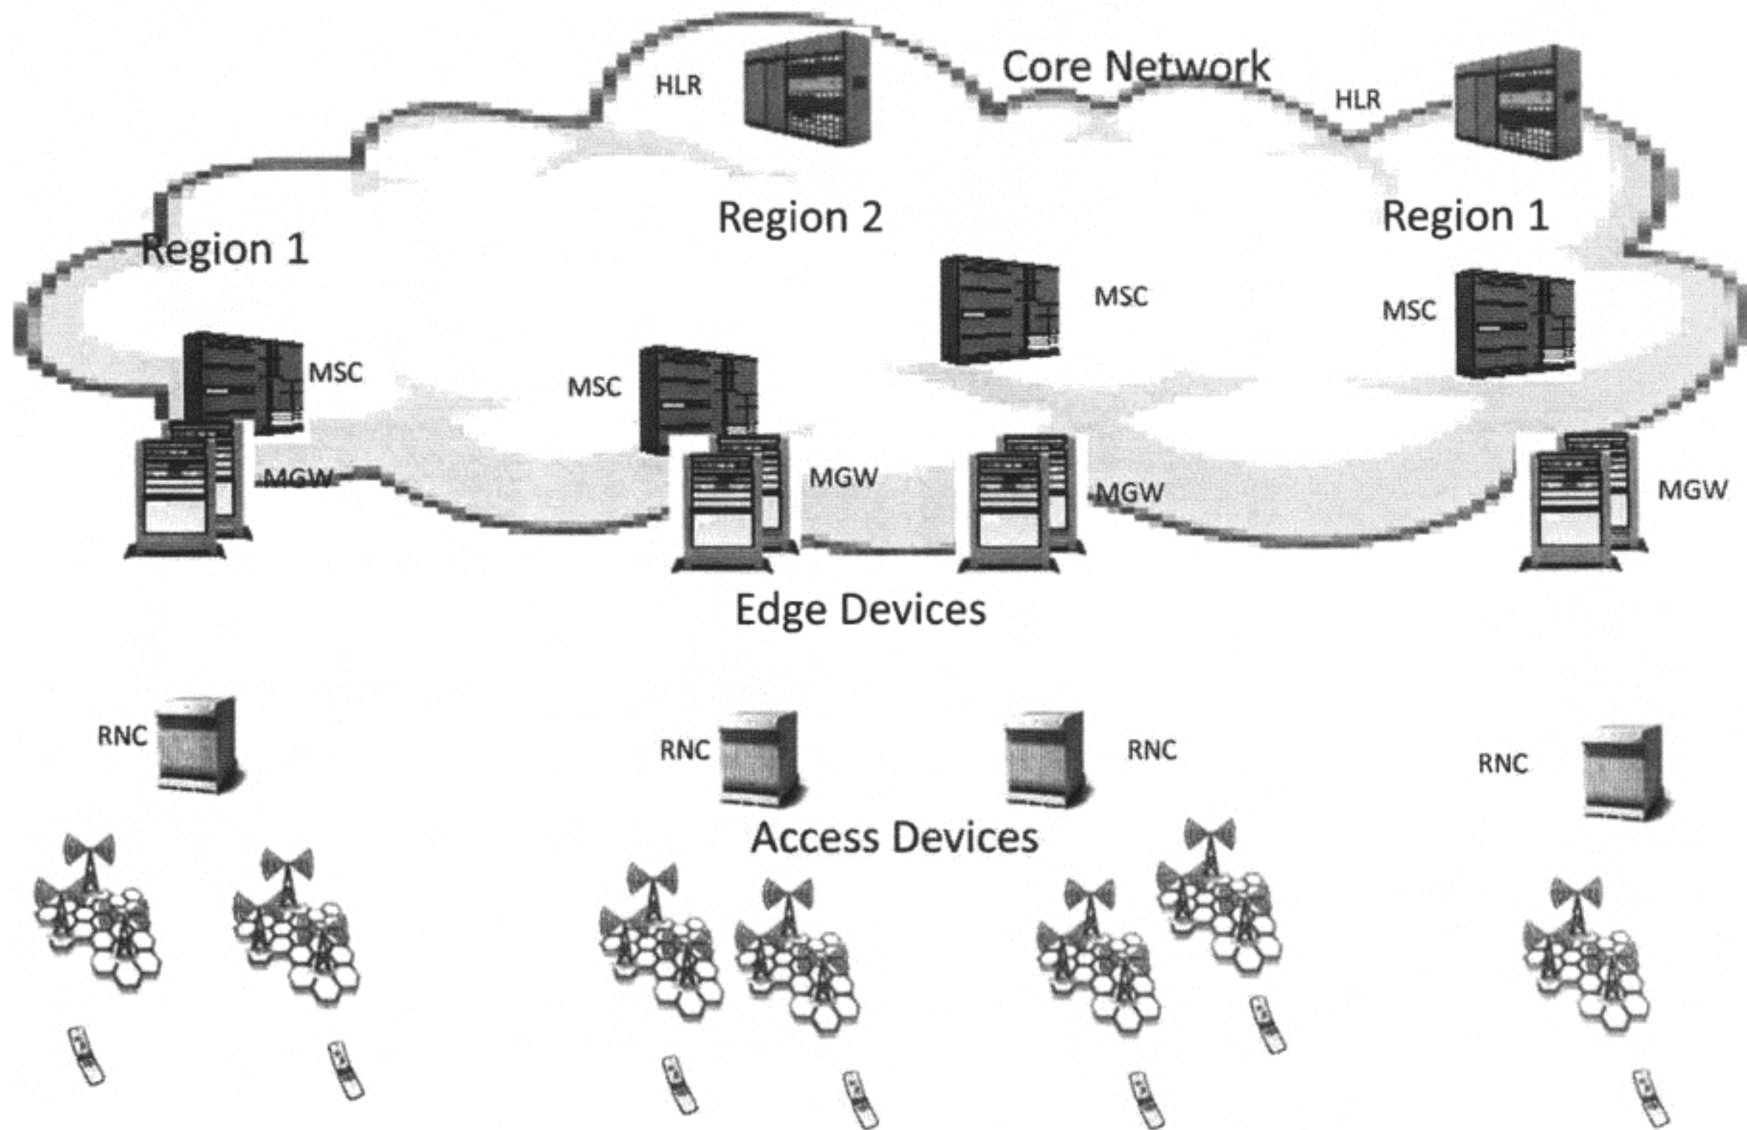 Core Network
HLR
HLR
Region 1
Region 2
Region 1
MSC
MSC
MSC
MSC
MGW
MGW
MGW
MGW
Edge Devices
RNC
RNC
RNC
RNC
Access Devices